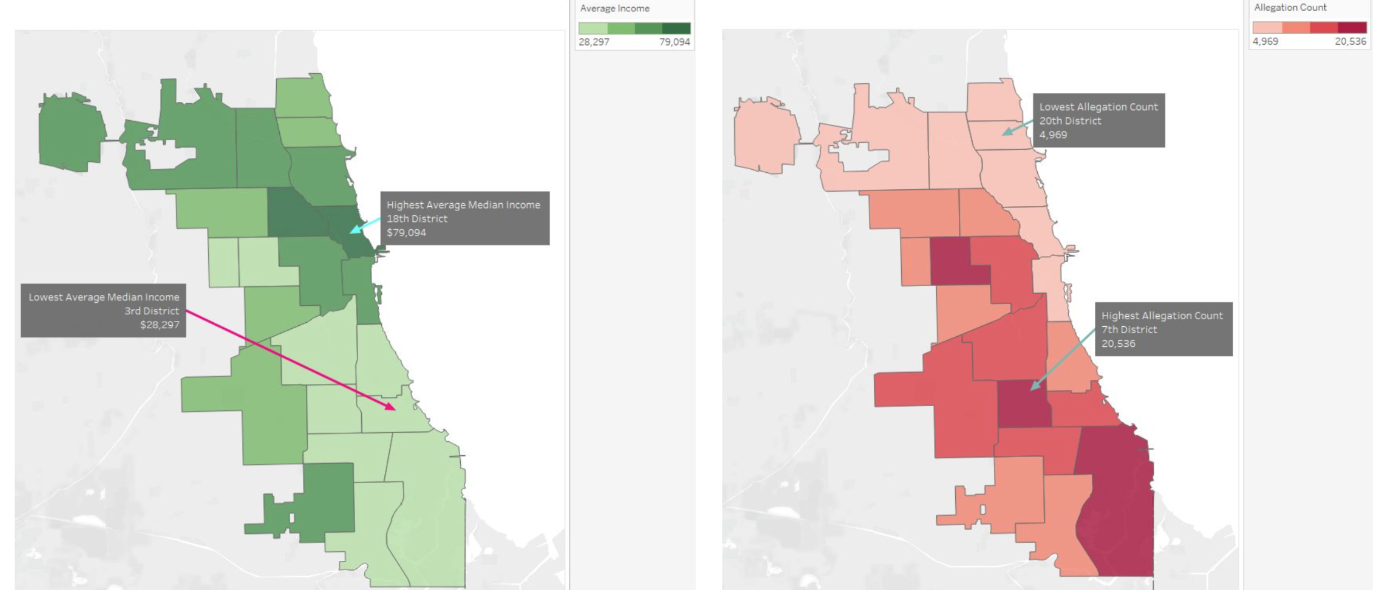 Average Income
28,297 79,094
Highest Average Median Income
18th District
$79,094
Lowest Average Median Income
3rd District
$28,297
Allegation Count
4,969 20,536
Lowest Allegation Count
20th District
4,969
Highest Allegation Count
7th District
20,536